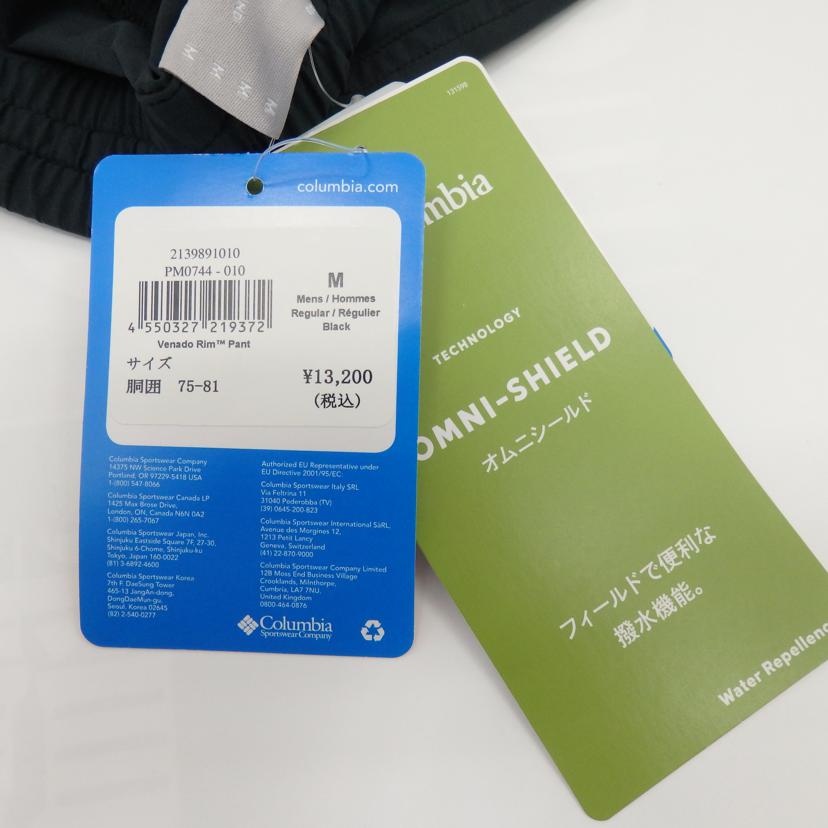 M
M
M
M
columbia.com
2139891010
PM0744 - 010
4 550327 219372
Venado Rim™ Pant
サイズ
胴囲 75-81
M
Mens / Hommes
Regular / Régulier
Black
¥13,200
(税込)
Columbia Sportswear Company
14375 NW Science Park Drive
Portland, OR 97229-5418 USA
1-(800) 547-8066
Columbia Sportswear Canada LP
1425 Max Brose Drive,
London, ON, Canada N6N 0A2
1-(800) 265-7067
Columbia Sportswear Japan, Inc.
Shinjuku Eastside Square 7F, 27-30,
Shinjuku 6-Chome, Shinjuku-ku
Tokyo, Japan 160-0022
(81) 3-6892-4600
Columbia Sportswear Korea
7th F. DaeSung Tower
465-13 JangAn-dong,
DongDaeMun-gu,
Seoul, Korea 02645
(82) 2-540-0277
Authorized EU Representative under
EU Directive 2001/95/EC:
Columbia Sportswear Italy SRL
Via Feltrina 11
31040 Pederobba (TV)
(39) 0645-200-823
Columbia Sportswear International SàRL,
Avenue des Morgines 12,
1213 Petit Lancy
Geneva, Switzerland
(41) 22-870-9000
Columbia Sportswear Company Limited
12B Moss End Business Village
Crooklands, Milnthorpe,
Cumbria, LA7 7NU,
United Kingdom
0800-464-0876
Columbia
Sportswear Company
131598
mbia
TECHNOLOGY
OMNI-SHIELD
オムニシールド
フィールドで便利な
撥水機能。
Water Repellenc